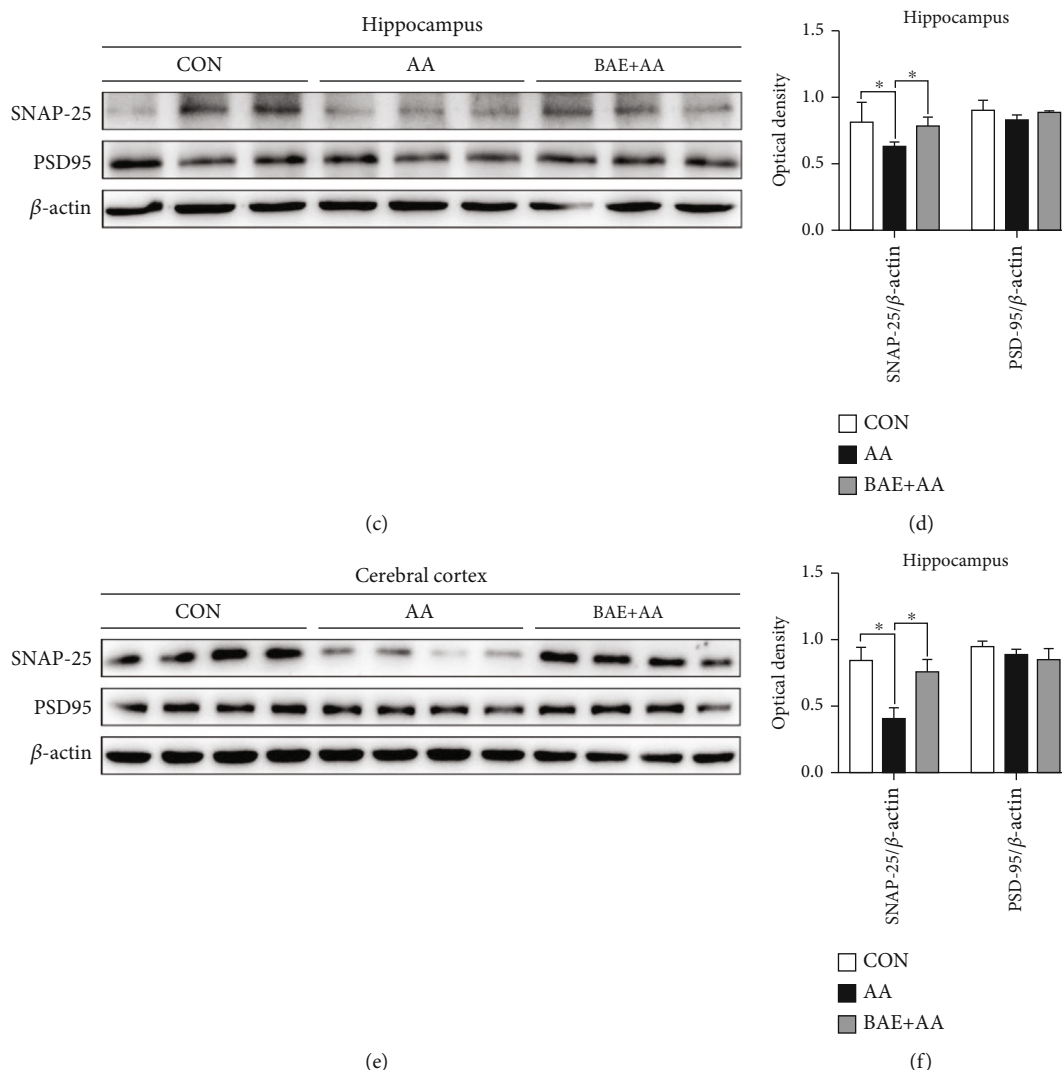 Hippocampus
CON AA BAE+AA
SNAP-25
PSD95
β-actin
(c)
Hippocampus
Optical density
1.5
1.0
0.5
0.0
* *
SNAP-25/β-actin
PSD-95/β-actin
CON
AA
BAE+AA
(d)
Cerebral cortex
CON AA BAE+AA
SNAP-25
PSD95
β-actin
(e)
Hippocampus
Optical density
1.5
1.0
0.5
0.0
* *
SNAP-25/β-actin
PSD-95/β-actin
CON
AA
BAE+AA
(f)